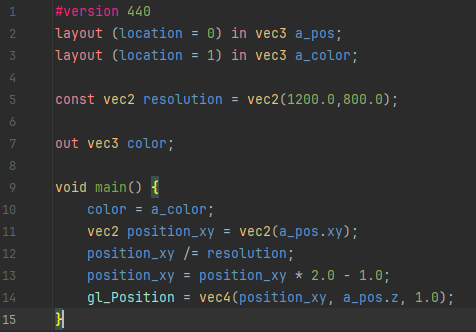 1 #version 440
2 layout (location = 0) in vec3 a_pos;
3 layout (location = 1) in vec3 a_color;
4
5 const vec2 resolution = vec2(1200.0,800.0);
6
7 out vec3 color;
8
9 void main() {
10 color = a_color;
11 vec2 position_xy = vec2(a_pos.xy);
12 position_xy /= resolution;
13 position_xy = position_xy * 2.0 - 1.0;
14 gl_Position = vec4(position_xy, a_pos.z, 1.0);
15 }